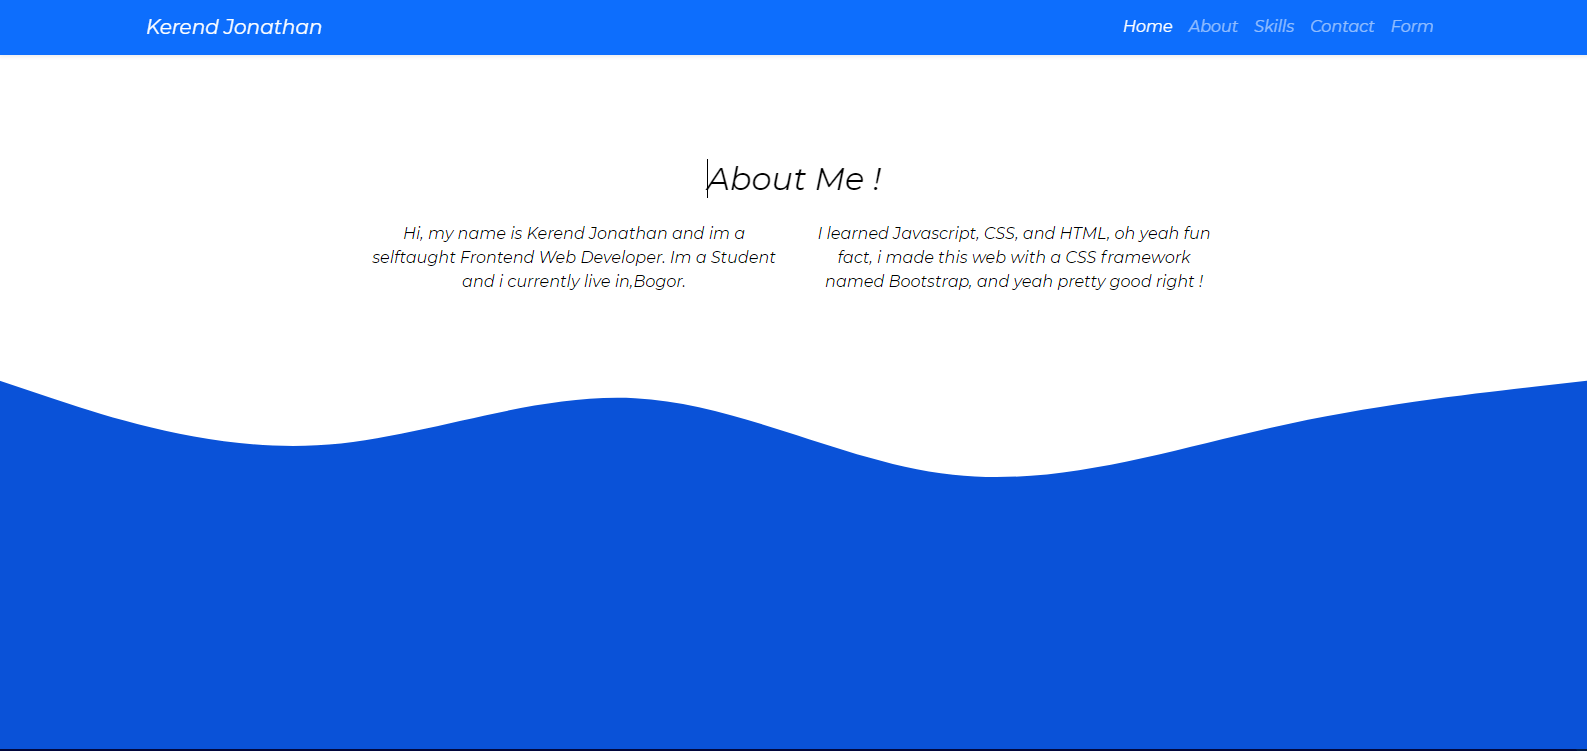 Kerend Jonathan
Home About Skills Contact Form
About Me !
Hi, my name is Kerend Jonathan and im a
selftaught Frontend Web Developer. Im a Student
and i currently live in,Bogor.
I learned Javascript, CSS, and HTML, oh yeah fun
fact, i made this web with a CSS framework
named Bootstrap, and yeah pretty good right !